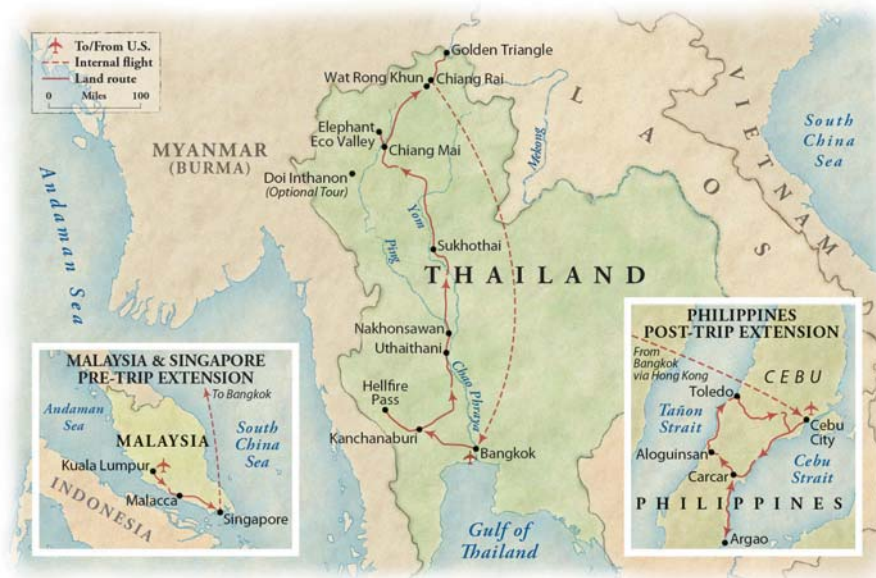 To/From U.S.
Internal flight
Land route
0 Miles 100
Golden Triangle
Wat Rong Khun
Chiang Rai
Elephant
Eco Valley
Chiang Mai
Doi Inthanon
(Optional Tour)
MYANMAR
(BURMA)
Andaman Sea
LAOS
VIETNAM
South
China
Sea
Mekong
Yom
Ping
Sukhothai
THAILAND
Nakhonsawan
Uthaithani
Chao Phraya
Hellfire
Pass
Kanchanaburi
Bangkok
Gulf of
Thailand
MALAYSIA & SINGAPORE
PRE-TRIP EXTENSION
To Bangkok
Andaman
Sea
South
China
Sea
MALAYSIA
Kuala Lumpur
Malacca
Singapore
INDONESIA
PHILIPPINES
POST-TRIP EXTENSION
From
Bangkok
via Hong Kong
CEBU
Toledo
Tañon
Strait
Cebu
City
Aloguinsan
Cebu
Strait
Carcar
PHILIPPINES
Argao